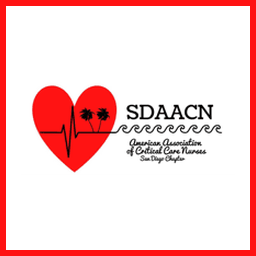 SDAACN
American Association
of Critical Care Nurses
San Diego Chapter